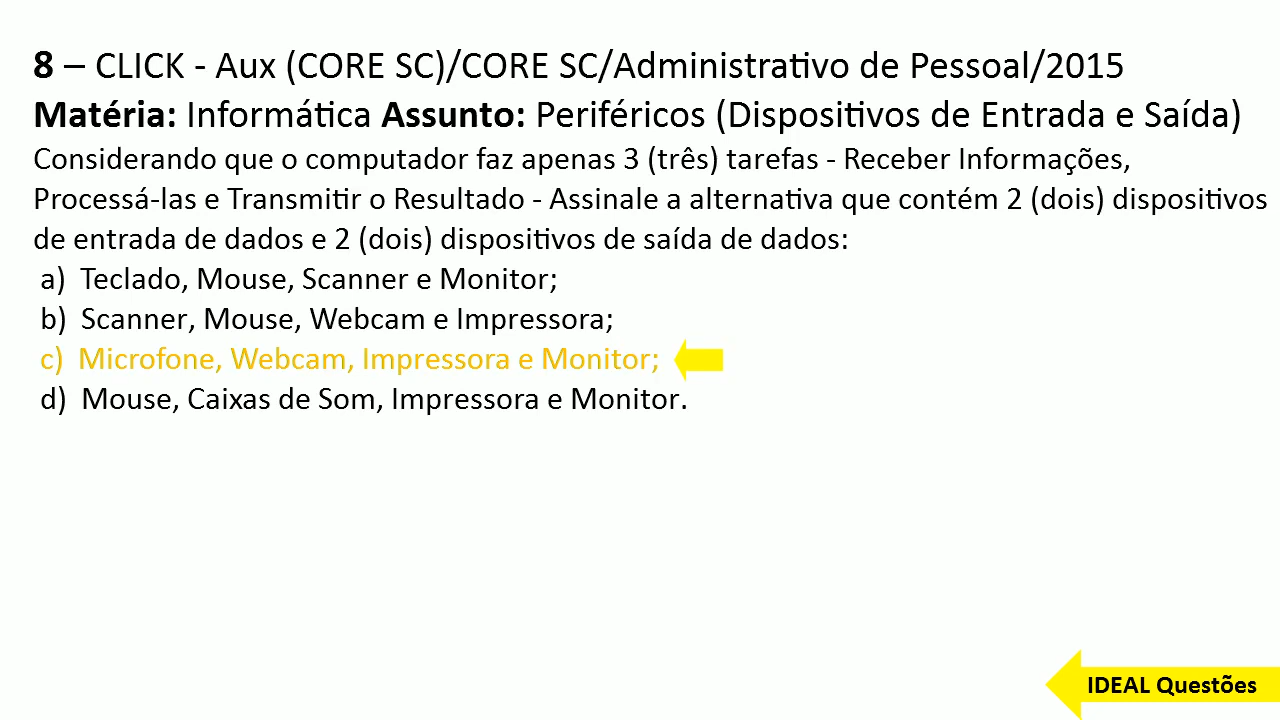 8 – CLICK - Aux (CORE SC)/CORE SC/Administrativo de Pessoal/2015
Matéria: Informática Assunto: Periféricos (Dispositivos de Entrada e Saída)
Considerando que o computador faz apenas 3 (três) tarefas - Receber Informações,
Processá-las e Transmitir o Resultado - Assinale a alternativa que contém 2 (dois) dispositivos
de entrada de dados e 2 (dois) dispositivos de saída de dados:
a) Teclado, Mouse, Scanner e Monitor;
b) Scanner, Mouse, Webcam e Impressora;
c) Microfone, Webcam, Impressora e Monitor;
d) Mouse, Caixas de Som, Impressora e Monitor.
IDEAL Questões